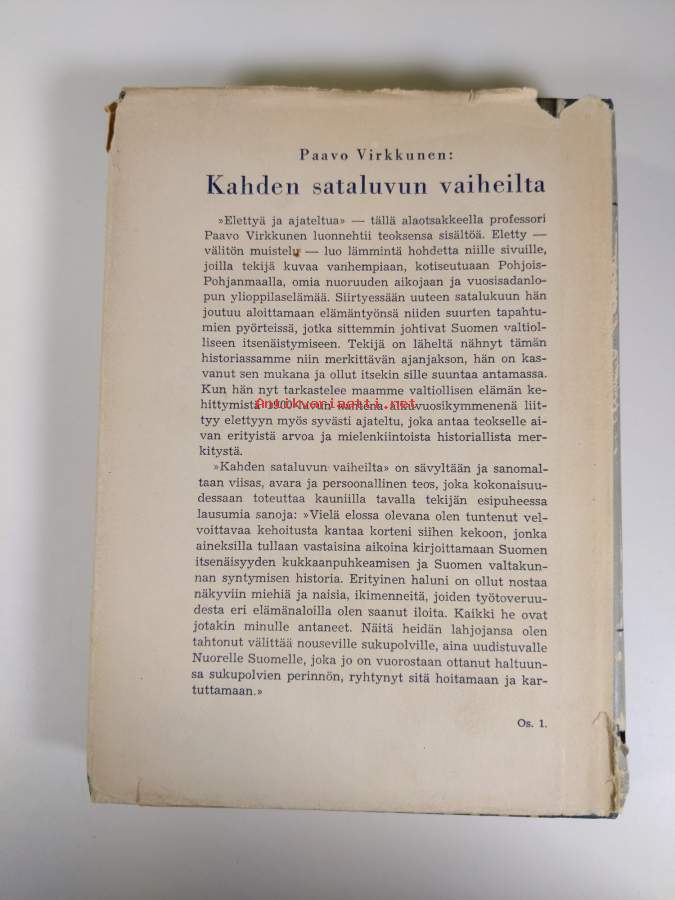 Paavo Virkkunen:
Kahden sataluvun vaiheilta
»Elettyä ja ajateltua» — tällä alaotsakkeella professori
Paavo Virkkunen luonnehtii teoksensa sisältöä. Eletty —
välitön muistelu — luo lämmintä hohdetta niille sivuille,
joilla tekijä kuvaa vanhempiaan, kotiseutuaan Pohjois-
Pohjanmaalla, omia nuoruuden aikojaan ja vuosisadanlo-
pun ylioppilaselämää. Siirtyessään uuteen satalukuun hän
joutuu aloittamaan elämäntyönsä niiden suurten tapahtu-
mien pyörteissä, jotka sittemmin johtivat Suomen valtiol-
liseen itsenäistymiseen. Tekijä on läheltä nähnyt tämän
historiassamme niin merkittävän ajanjakson, hän on kas-
vanut sen mukana ja ollut itsekin sille suuntaa antamassa.
Kun hän nyt tarkastelee maamme valtiollisen elämän ke-
hittymistä 1900-luvun alkuvuosikymmeninä liit-
Antikvariaatti.net
tyy elettyyn myös syvästi ajateltu, joka antaa teokselle ai-
van erityistä arvoa ja mielenkiintoista historiallista mer-
kitystä.
»Kahden sataluvun vaiheilta» on sävyltään ja sanomal-
taan viisas, avara ja persoonallinen teos, joka kokonaisuu-
dessaan toteuttaa kauniilla tavalla tekijän esipuheessa
lausumia sanoja: »Vielä elossa olevana olen tuntenut vel-
voittavaa kehoitusta kantaa korteni siihen kekoon, jonka
aineksilla tullaan vastaisina aikoina kirjoittamaan Suomen
itsenäisyyden kukkaanpuhkeamisen ja Suomen valtakun-
nan syntymisen historia. Erityinen haluni on ollut nostaa
näkyviin miehiä ja naisia, ikimenneitä, joiden työtoveruu-
desta eri elämänaloilla olen saanut iloita. Kaikki he ovat
jotakin minulle antaneet. Näitä heidän lahjojansa olen
tahtonut välittää nouseville sukupolville, aina uudistuvalle
Nuorelle Suomelle, joka jo on vuorostaan ottanut haltuun-
sa sukupolvien perinnön, ryhtynyt sitä hoitamaan ja kar-
tuttamaan.»
Os. 1.